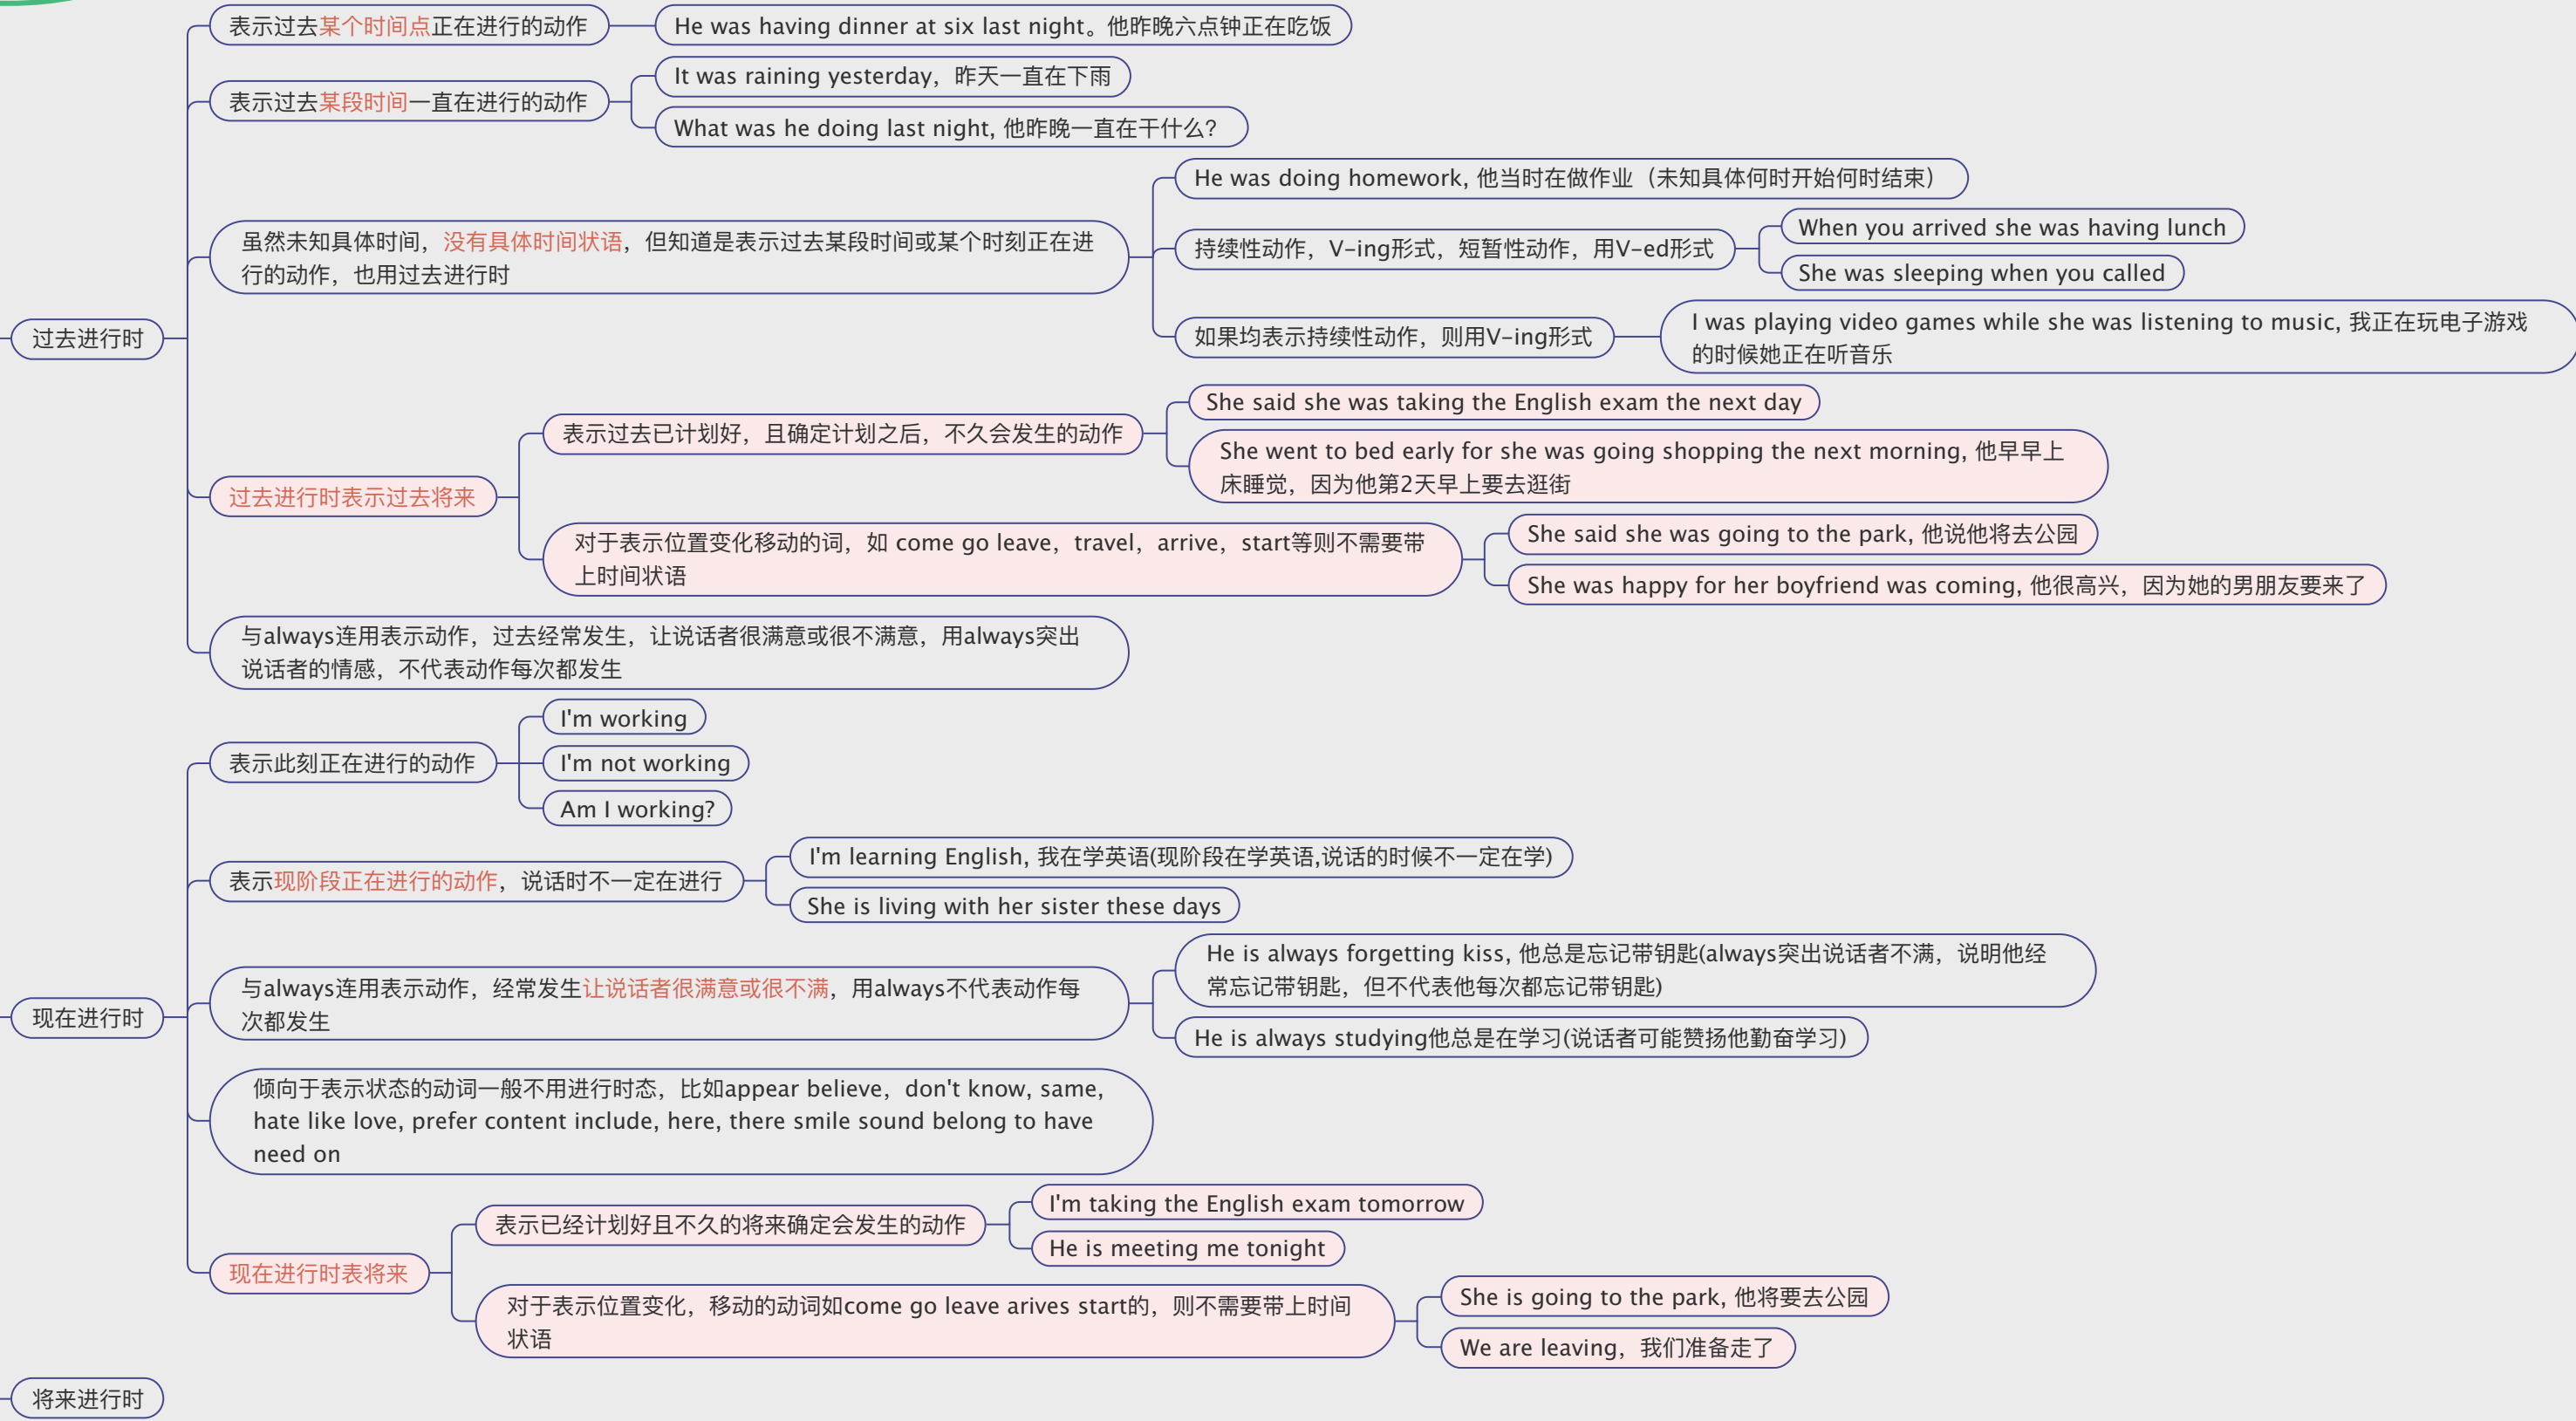 表示过去某个时间点正在进行的动作
He was having dinner at six last night。他昨晚六点钟正在吃饭
表示过去某段时间一直在进行的动作
It was raining yesterday，昨天一直在下雨
What was he doing last night, 他昨晚一直在干什么？
虽然未知具体时间，没有具体时间状语，但知道是表示过去某段时间或某个时刻正在进
行的动作，也用过去进行时
He was doing homework, 他当时在做作业（未知具体何时开始何时结束）
持续性动作，V-ing形式，短暂性动作，用V-ed形式
When you arrived she was having lunch
She was sleeping when you called
如果均表示持续性动作，则用V-ing形式
I was playing video games while she was listening to music, 我正在玩电子游戏
的时候她正在听音乐
过去进行时
过去进行时表示过去将来
表示过去已计划好，且确定计划之后，不久会发生的动作
She said she was taking the English exam the next day
She went to bed early for she was going shopping the next morning, 他早早上
床睡觉，因为他第2天早上要去逛街
对于表示位置变化移动的词，如 come go leave，travel，arrive，start等则不需要带
上时间状语
She said she was going to the park, 他说他将去公园
She was happy for her boyfriend was coming, 他很高兴，因为她的男朋友要来了
与always连用表示动作，过去经常发生，让说话者很满意或很不满意，用always突出
说话者的情感，不代表动作每次都发生
表示此刻正在进行的动作
I'm working
I'm not working
Am I working?
表示现阶段正在进行的动作，说话时不一定在进行
I'm learning English, 我在学英语(现阶段在学英语,说话的时候不一定在学)
She is living with her sister these days
现在进行时
与always连用表示动作，经常发生让说话者很满意或很不满，用always不代表动作每
次都发生
He is always forgetting kiss, 他总是忘记带钥匙(always突出说话者不满，说明他经
常忘记带钥匙，但不代表他每次都忘记带钥匙)
He is always studying他总是在学习(说话者可能赞扬他勤奋学习)
倾向于表示状态的动词一般不用进行时态，比如appear believe，don't know, same,
hate like love, prefer content include, here, there smile sound belong to have
need on
现在进行时表将来
表示已经计划好且不久的将来确定会发生的动作
I'm taking the English exam tomorrow
He is meeting me tonight
对于表示位置变化，移动的动词如come go leave arives start的，则不需要带上时间
状语
She is going to the park, 他将要去公园
We are leaving，我们准备走了
将来进行时